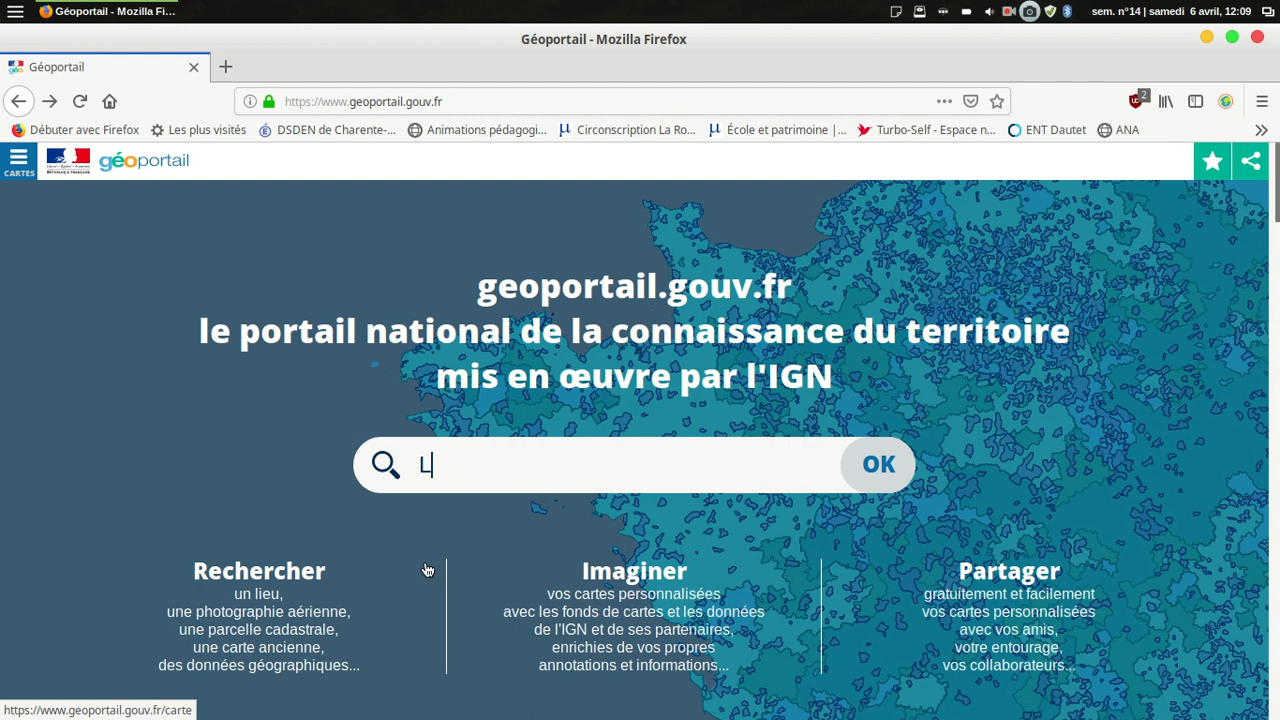 Géoportail - Mozilla Fi...
sem. n°14 | samedi 6 avril, 12:09
Géoportail - Mozilla Firefox
Géoportail
https://www.geoportail.gouv.fr
2
Débuter avec Firefox
Les plus visités
DSDEN de Charente-...
Animations pédagogi...
Circonscription La Ro...
École et patrimoine |...
Turbo-Self - Espace n...
ENT Dautet
ANA
CARTES
géoportail
geoportail.gouv.fr
le portail national de la connaissance du territoire
mis en œuvre par l'IGN
L
OK
Rechercher
un lieu,
une photographie aérienne,
une parcelle cadastrale,
une carte ancienne,
des données géographiques...
Imaginer
vos cartes personnalisées
avec les fonds de cartes et les données
de l'IGN et de ses partenaires,
enrichies de vos propres
annotations et informations...
Partager
gratuitement et facilement
vos cartes personnalisées
avec vos amis,
votre entourage,
vos collaborateurs...
https://www.geoportail.gouv.fr/carte